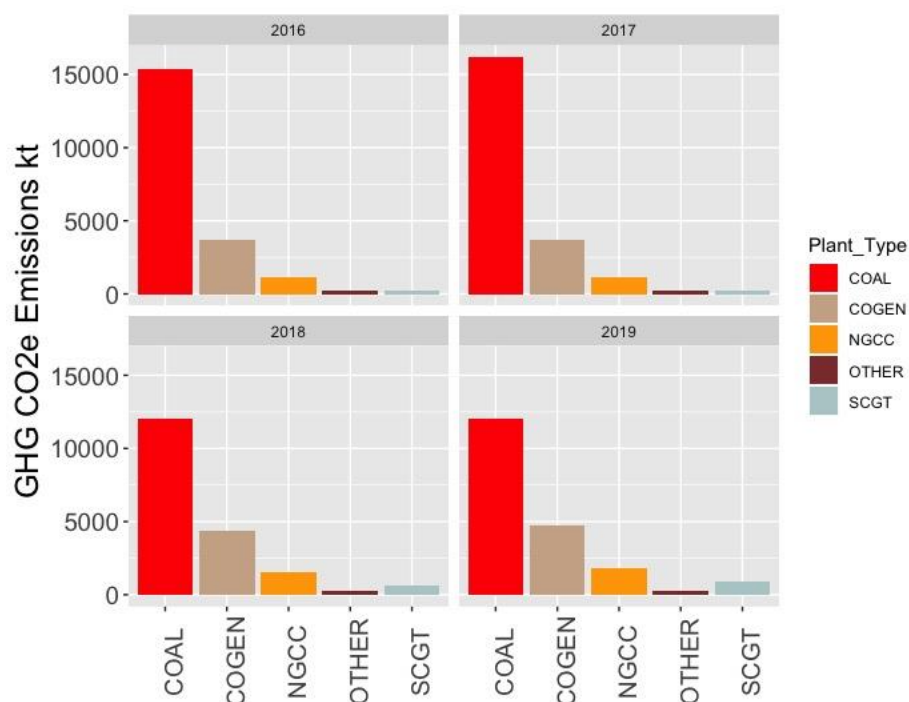 2016
2017
GHG CO2e Emissions kt
15000
10000
5000
0
2018
2019
15000
10000
5000
0
COAL
COGEN
NGCC
OTHER
SCGT
COAL
COGEN
NGCC
OTHER
SCGT
Plant_Type
COAL
COGEN
NGCC
OTHER
SCGT